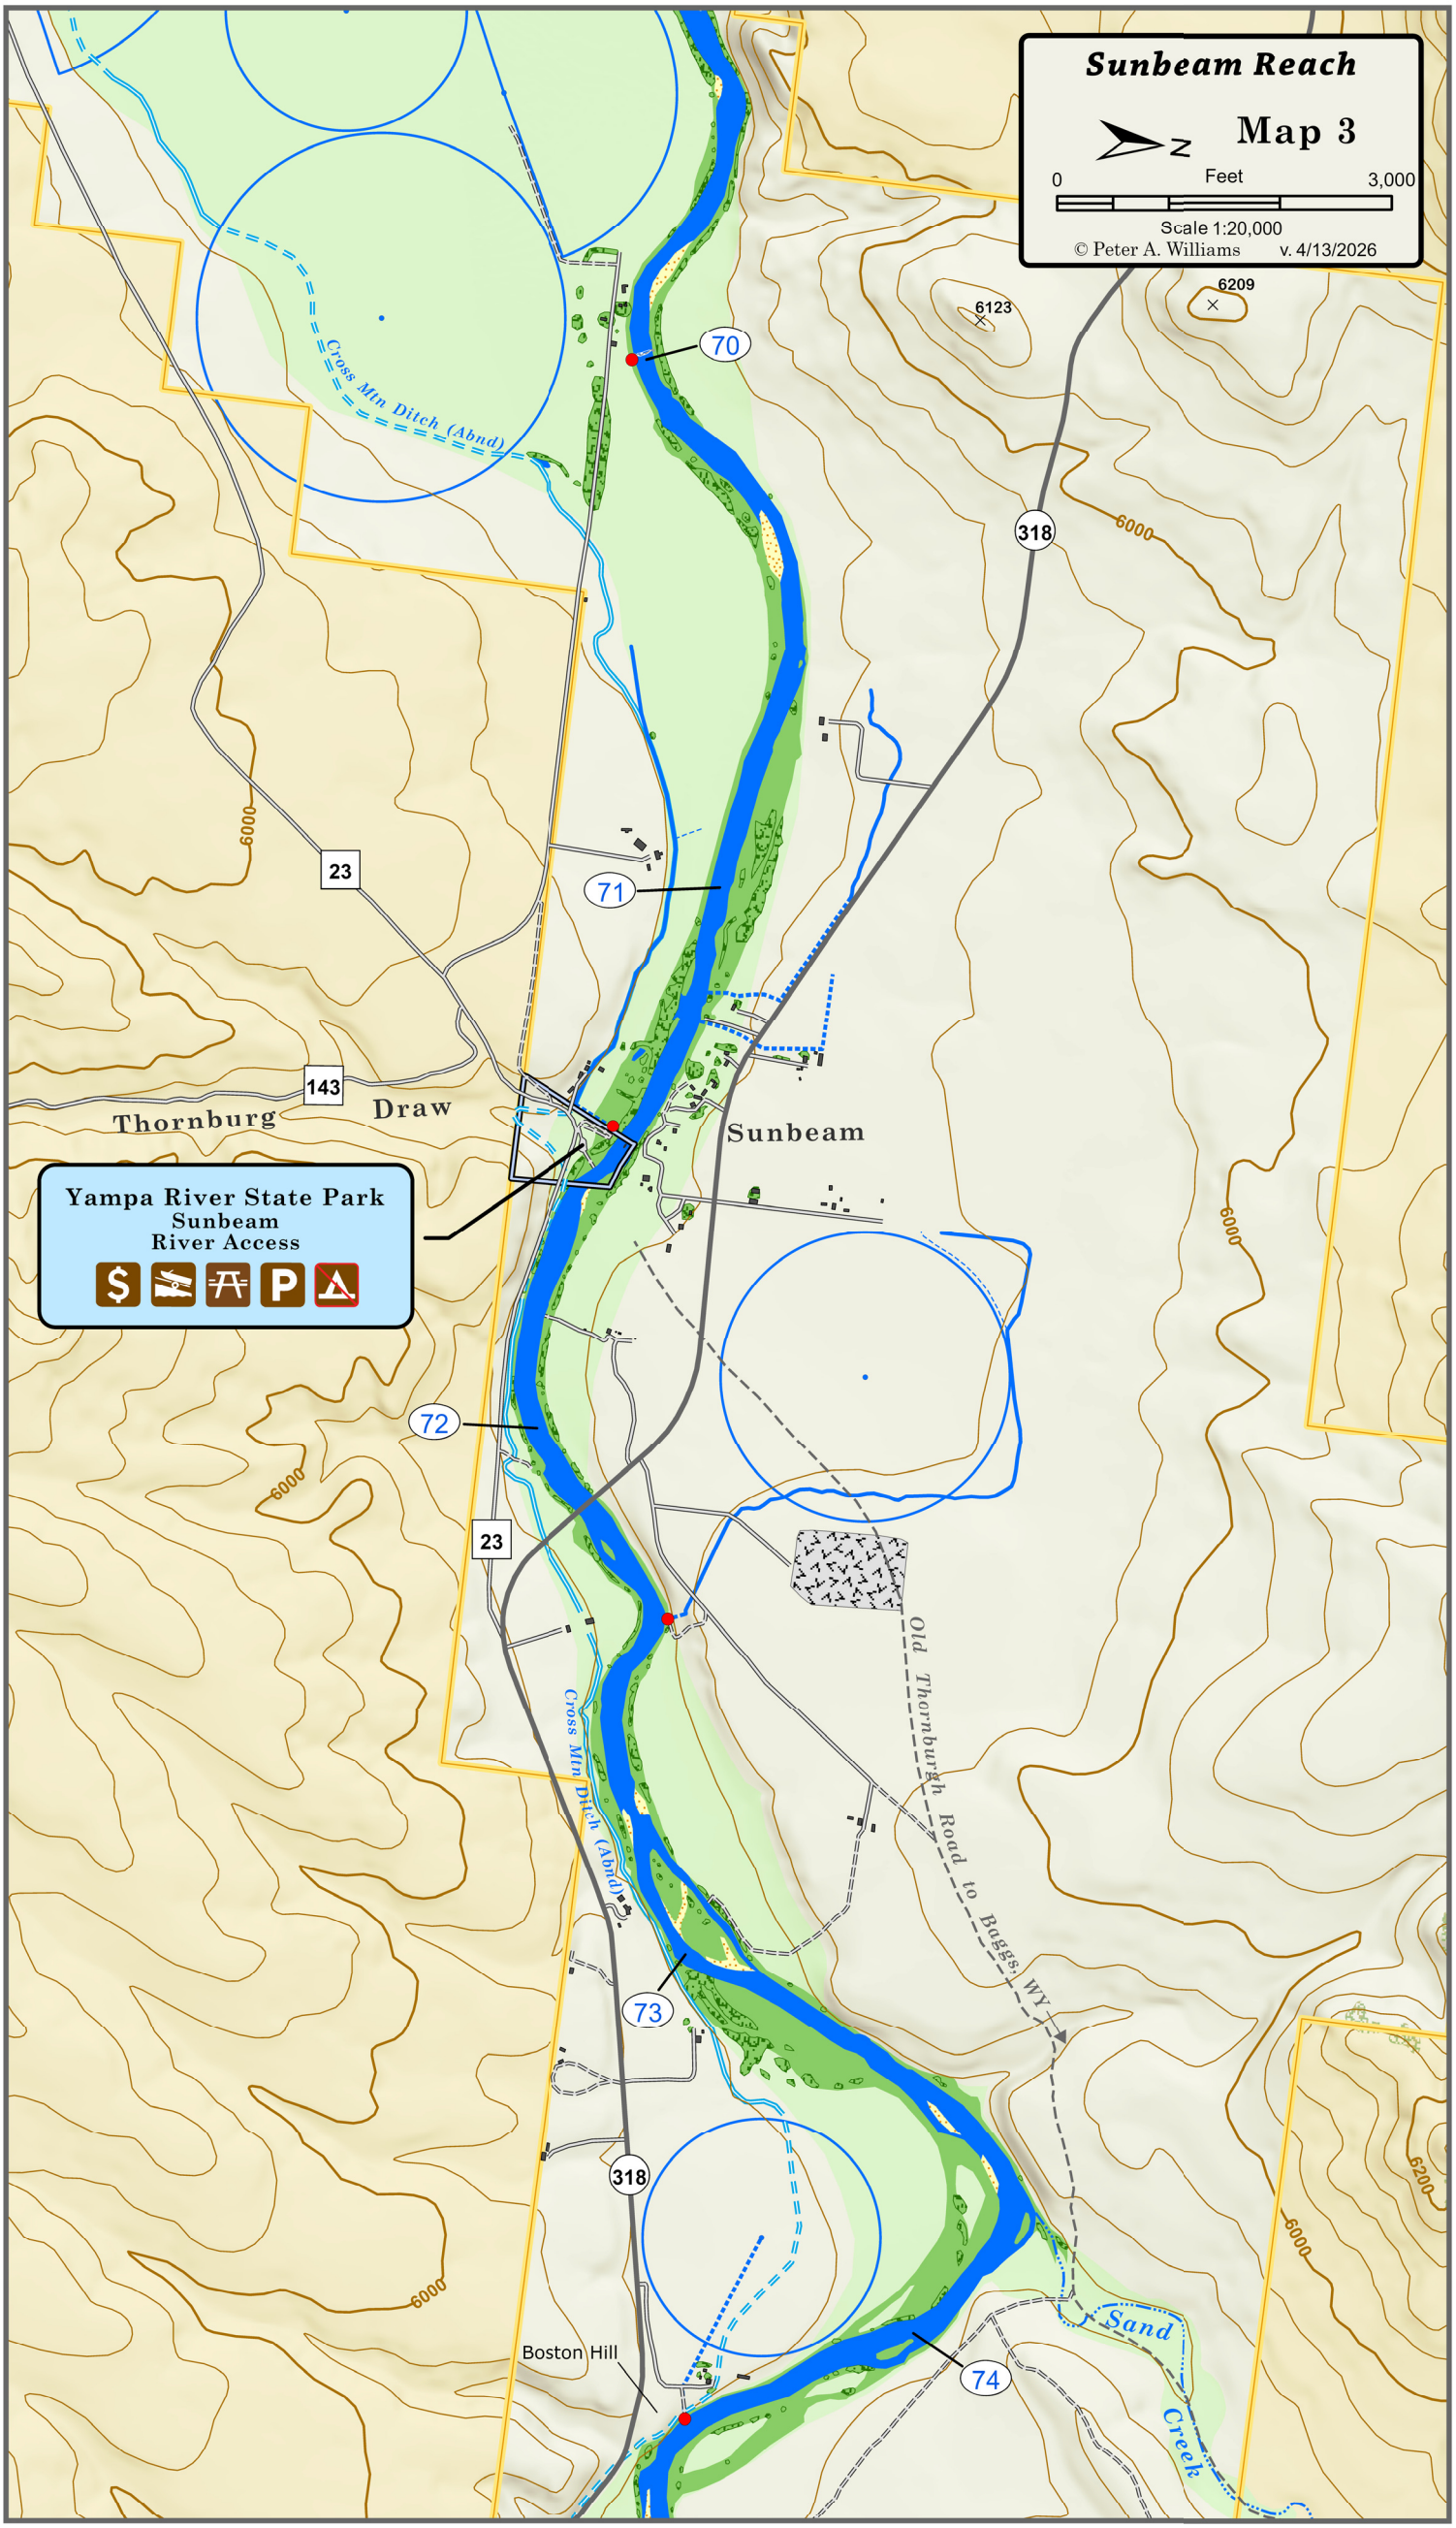 Sunbeam Reach
N
Map 3
Feet
0 3,000
Scale 1:20,000
© Peter A. Williams v. 4/13/2026
6209
6123
70
Cross Mtn Ditch (Abnd)
318
6000
6000
23
71
143
Thornburg Draw
Sunbeam
Yampa River State Park
Sunbeam
River Access
$
P
6000
72
6000
23
Old Thornburgh Road to Baggs, WY
Cross Mtn Ditch (Abnd)
73
318
6200
6000
6000
Boston Hill
74
Sand
Creek